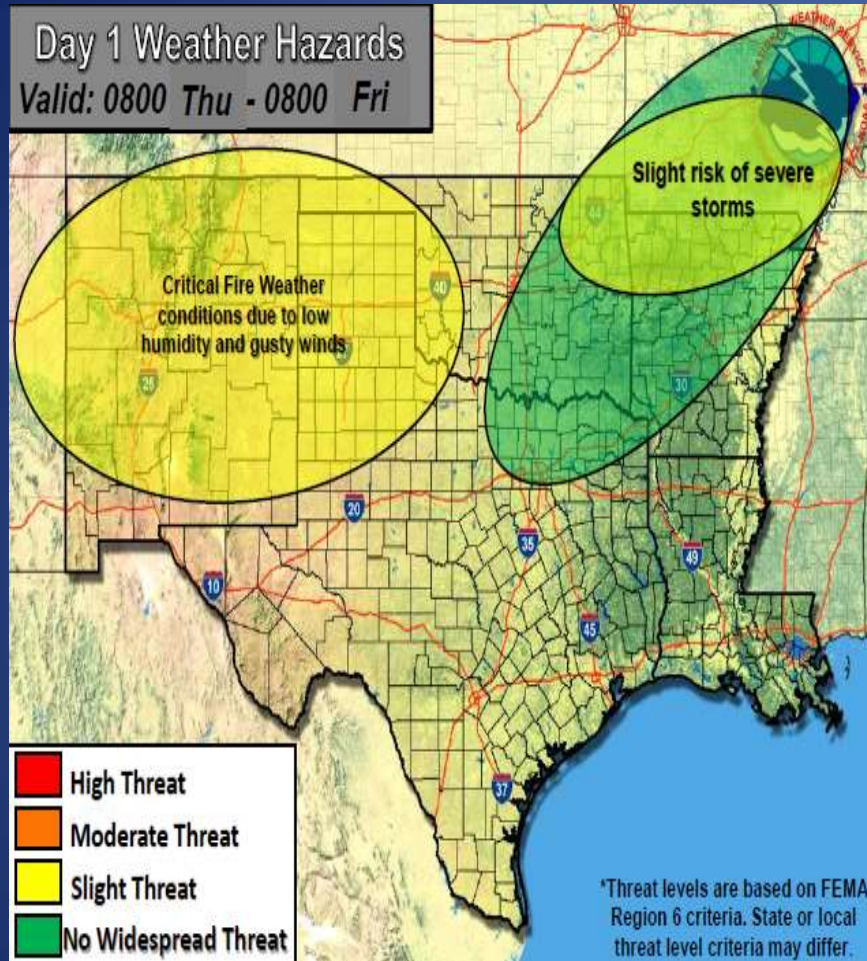 Day 1 Weather Hazards
Valid: 0800 Thu - 0800 Fri
NATIONAL WEATHER SERVICE
Slight risk of severe
storms
44
Critical Fire Weather
conditions due to low
humidity and gusty winds
40
25
30
20
35
49
10
45
37
High Threat
Moderate Threat
Slight Threat
No Widespread Threat
*Threat levels are based on FEMA
Region 6 criteria. State or local
threat level criteria may differ.